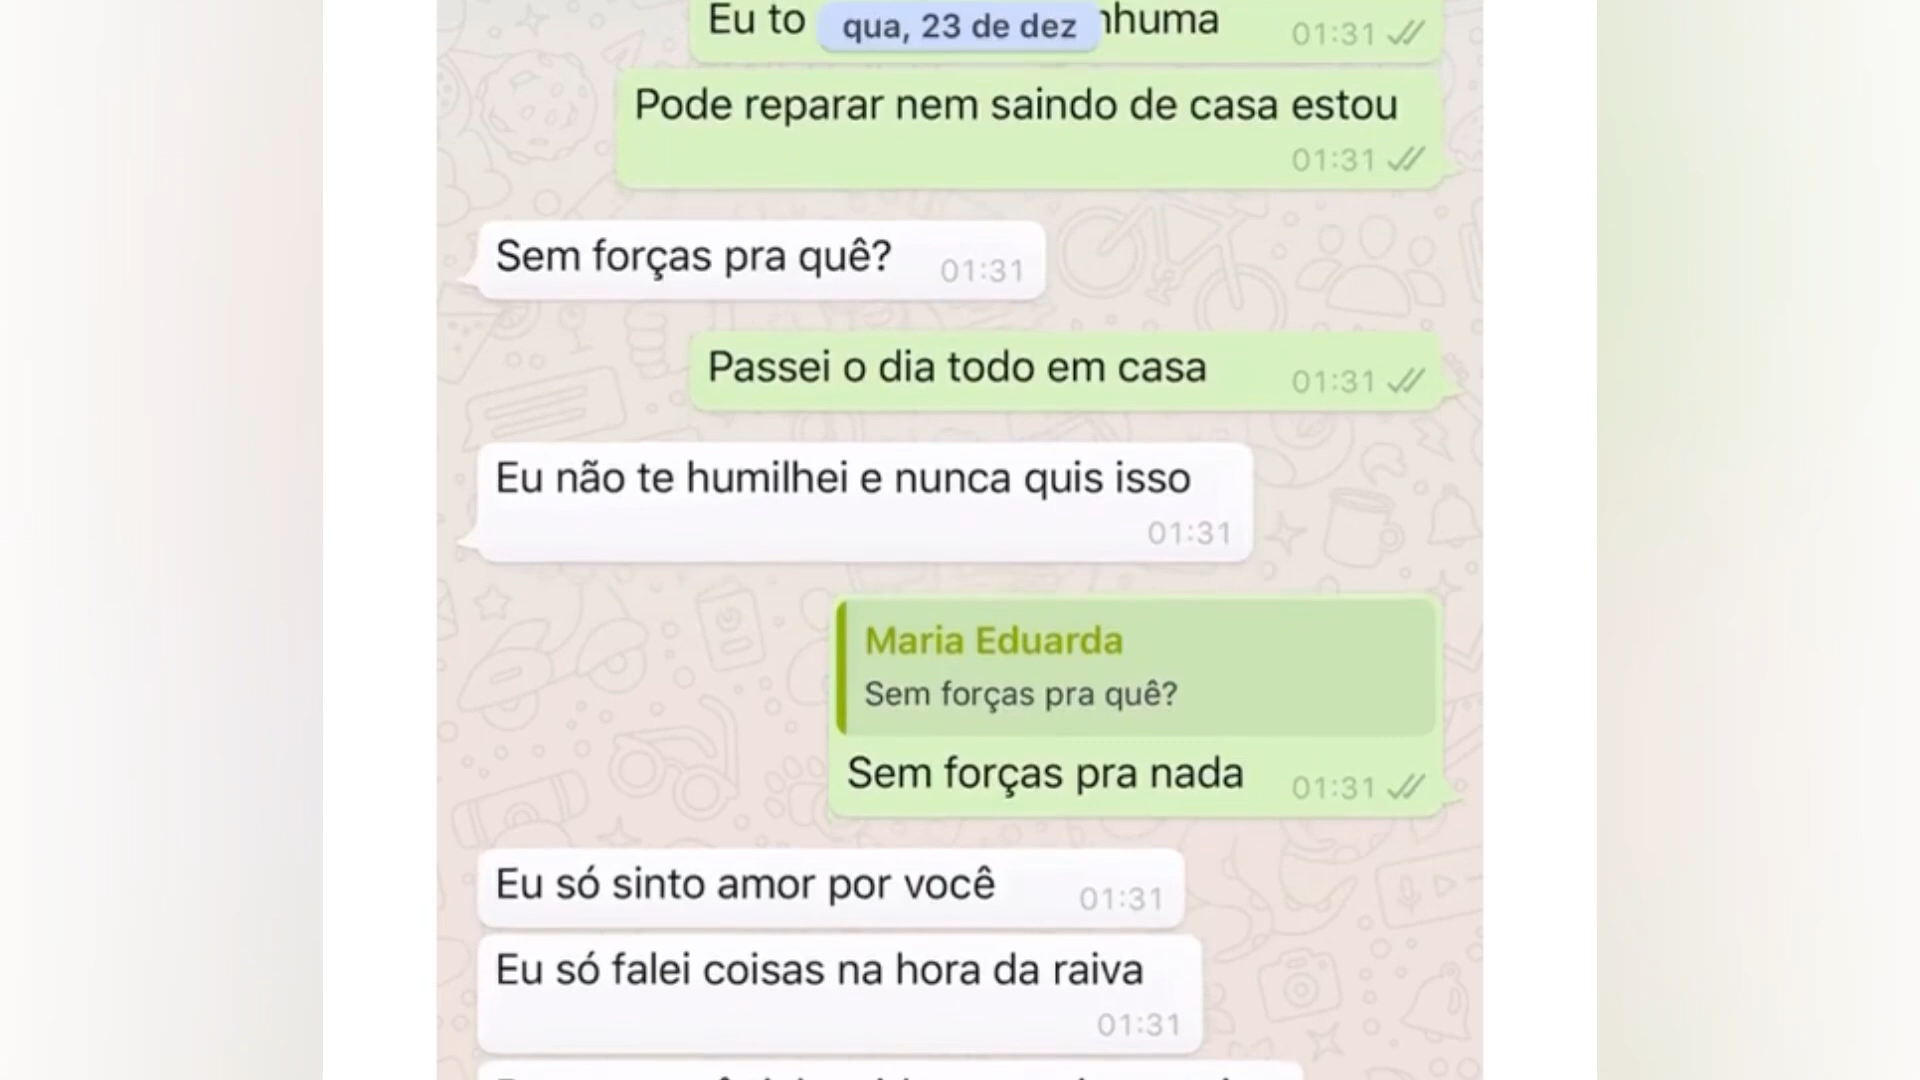 Eu to
qua, 23 de dez
01:31
Pode reparar nem saindo de casa estou
01:31
Sem forças pra quê? 01:31
Passei o dia todo em casa 01:31
Eu não te humilhei e nunca quis isso
01:31
Maria Eduarda
Sem forças pra quê?
Sem forças pra nada 01:31
Eu só sinto amor por você 01:31
Eu só falei coisas na hora da raiva
01:31